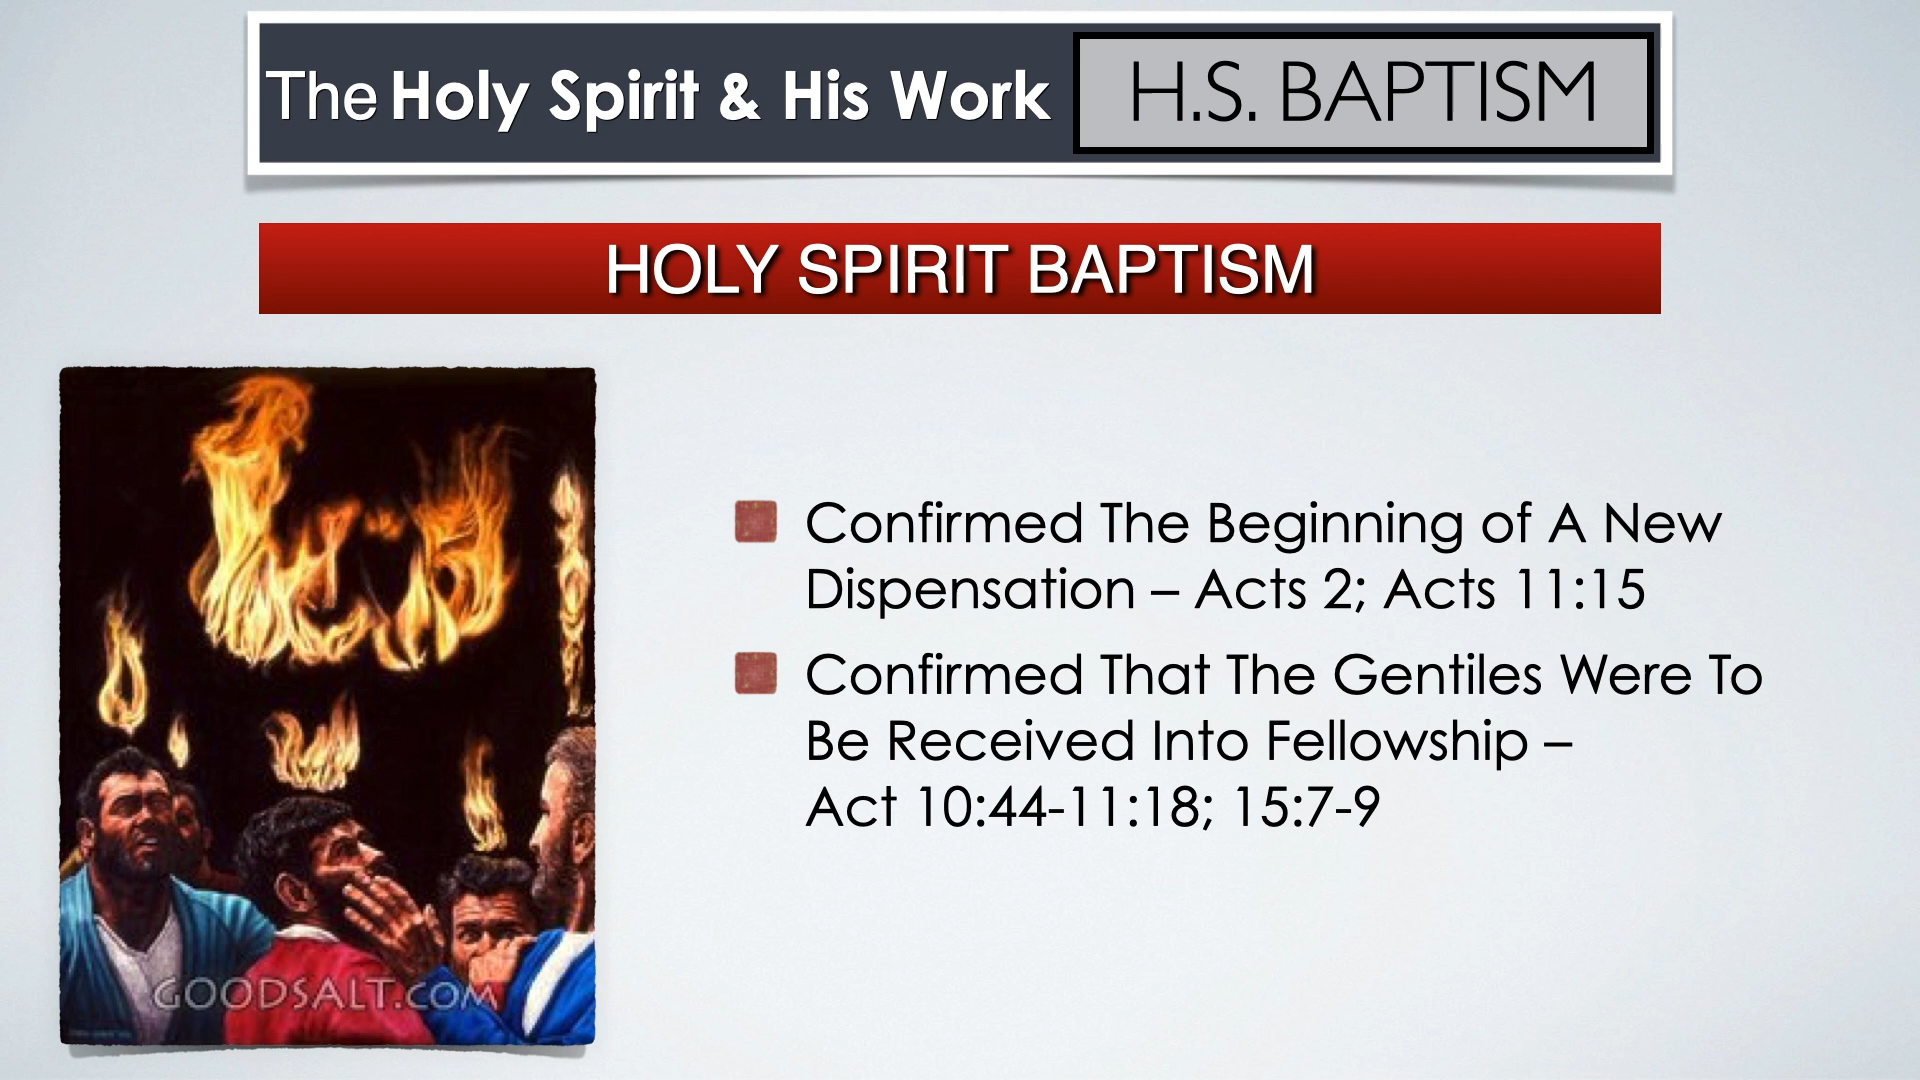 The Holy Spirit & His Work
H.S. BAPTISM
HOLY SPIRIT BAPTISM
Confirmed The Beginning of A New
Dispensation – Acts 2; Acts 11:15
Confirmed That The Gentiles Were To
Be Received Into Fellowship –
Act 10:44-11:18; 15:7-9
GOODSALT.COM